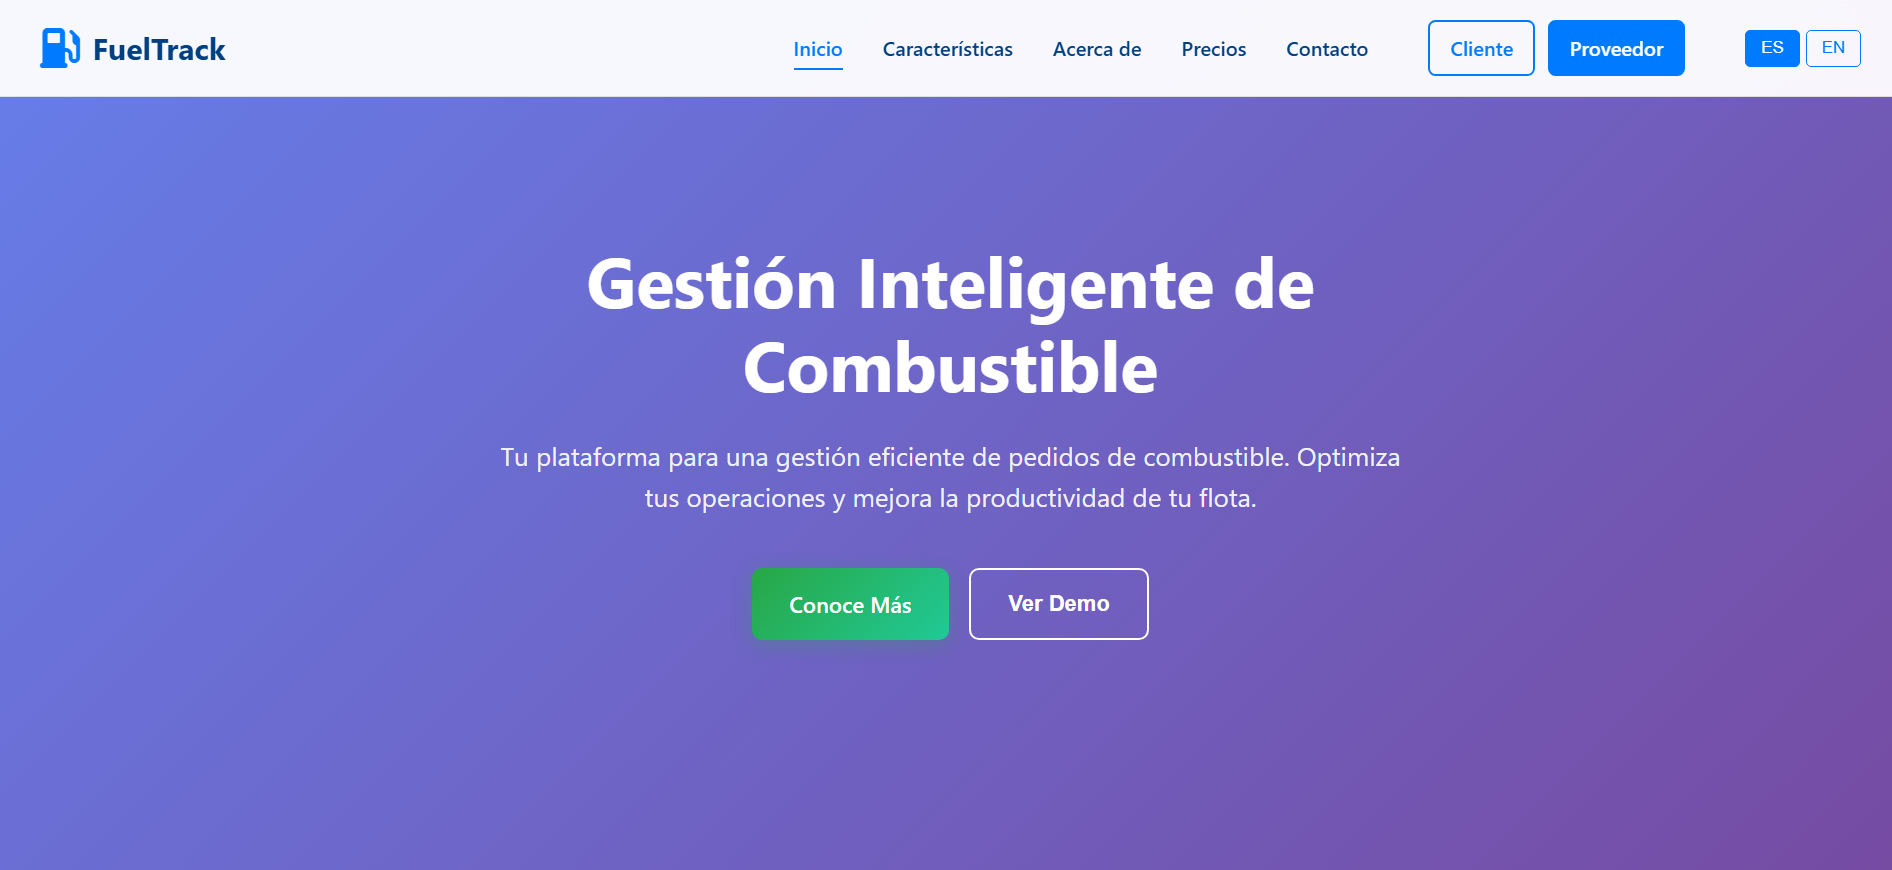 FuelTrack
Inicio Características Acerca de Precios Contacto Cliente Proveedor ES EN
Gestión Inteligente de
Combustible
Tu plataforma para una gestión eficiente de pedidos de combustible. Optimiza
tus operaciones y mejora la productividad de tu flota.
Conoce Más Ver Demo